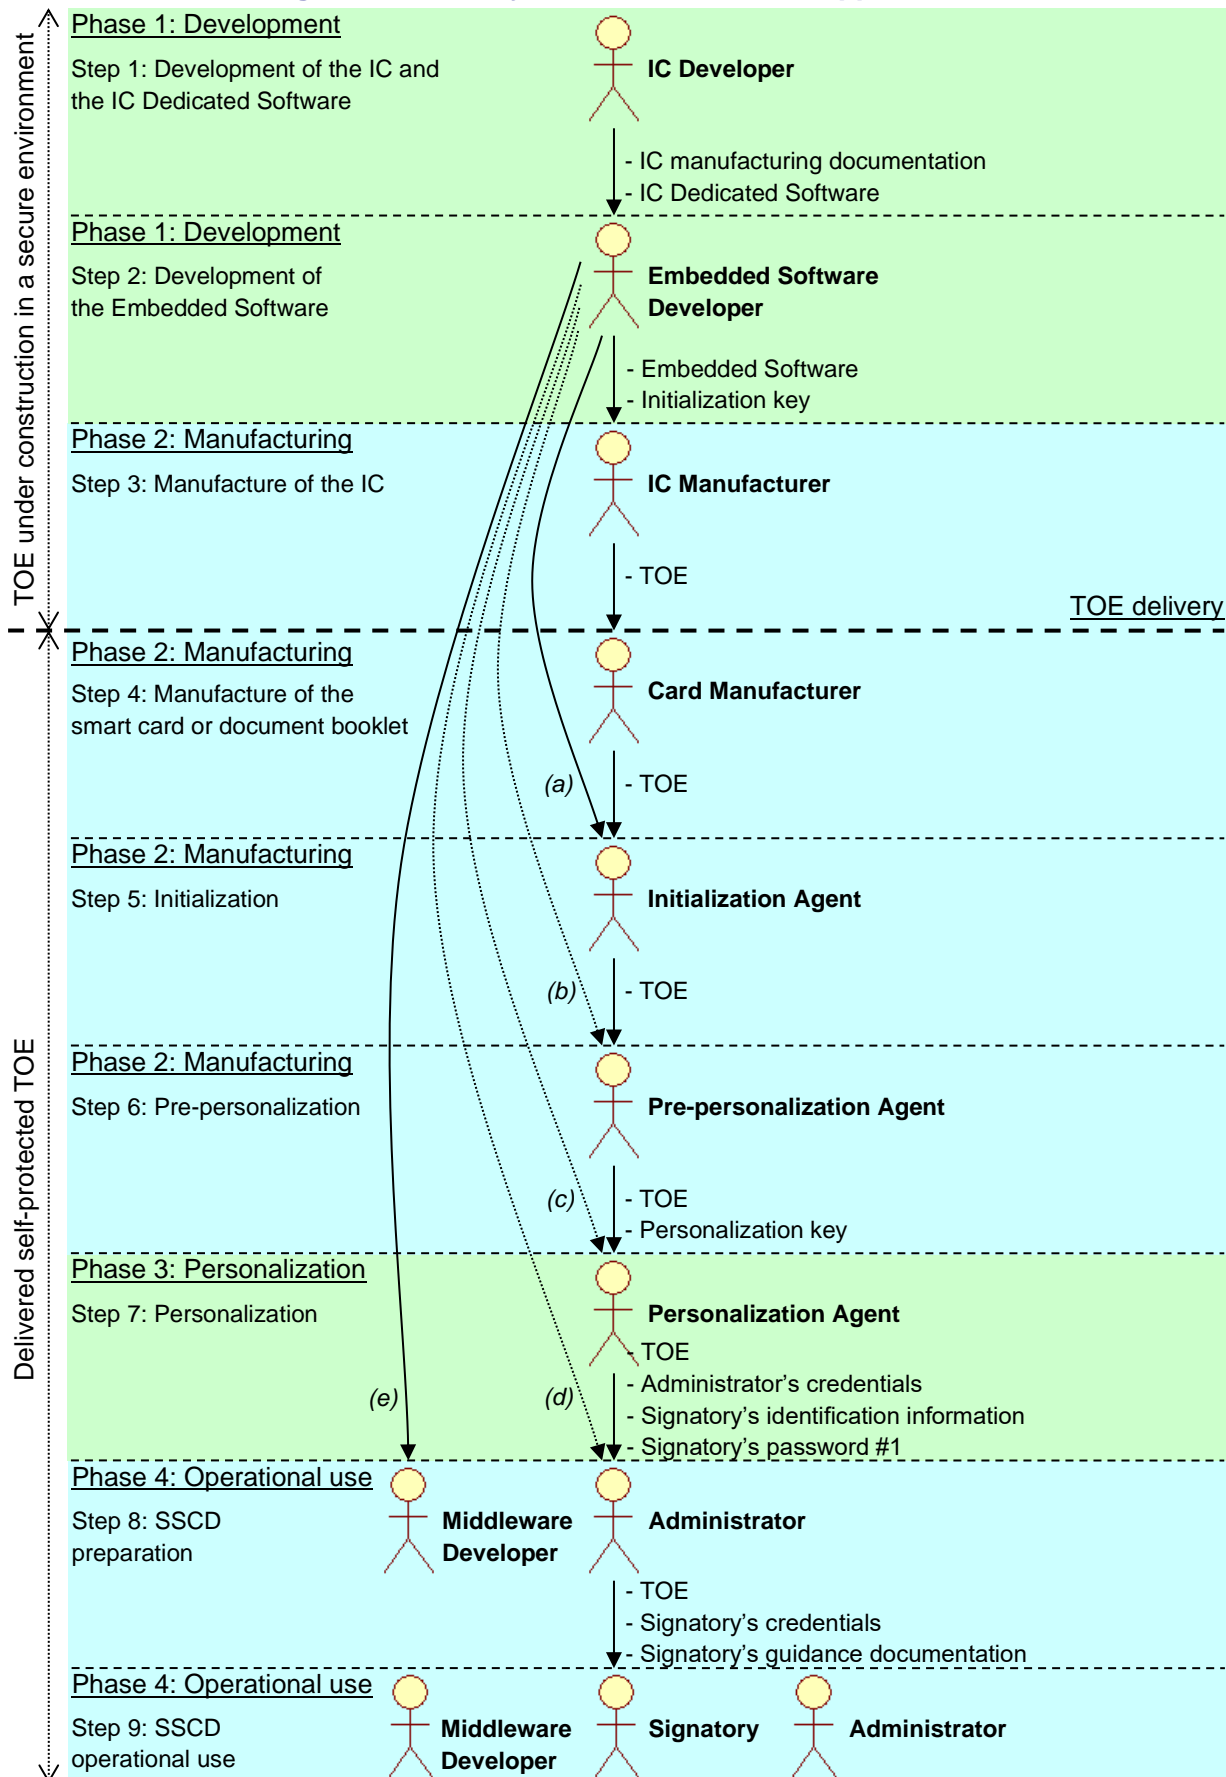 Phase 1: Development
Step 1: Development of the IC and
the IC Dedicated Software
IC Developer
- IC manufacturing documentation
- IC Dedicated Software
Phase 1: Development
Step 2: Development of
the Embedded Software
Embedded Software
Developer
- Embedded Software
- Initialization key
Phase 2: Manufacturing
Step 3: Manufacture of the IC
IC Manufacturer
- TOE
TOE delivery
TOE under construction in a secure environment
Phase 2: Manufacturing
Step 4: Manufacture of the
smart card or document booklet
Card Manufacturer
(a)
- TOE
Phase 2: Manufacturing
Step 5: Initialization
Initialization Agent
(b)
- TOE
Phase 2: Manufacturing
Step 6: Pre-personalization
Pre-personalization Agent
(c)
- TOE
- Personalization key
Phase 3: Personalization
Step 7: Personalization
Personalization Agent
- TOE
- Administrator’s credentials
- Signatory’s identification information
- Signatory’s password #1
(e)
(d)
Phase 4: Operational use
Step 8: SSCD
preparation
Middleware
Developer
Administrator
- TOE
- Signatory’s credentials
- Signatory’s guidance documentation
Phase 4: Operational use
Step 9: SSCD
operational use
Middleware
Developer
Signatory
Administrator
Delivered self-protected TOE